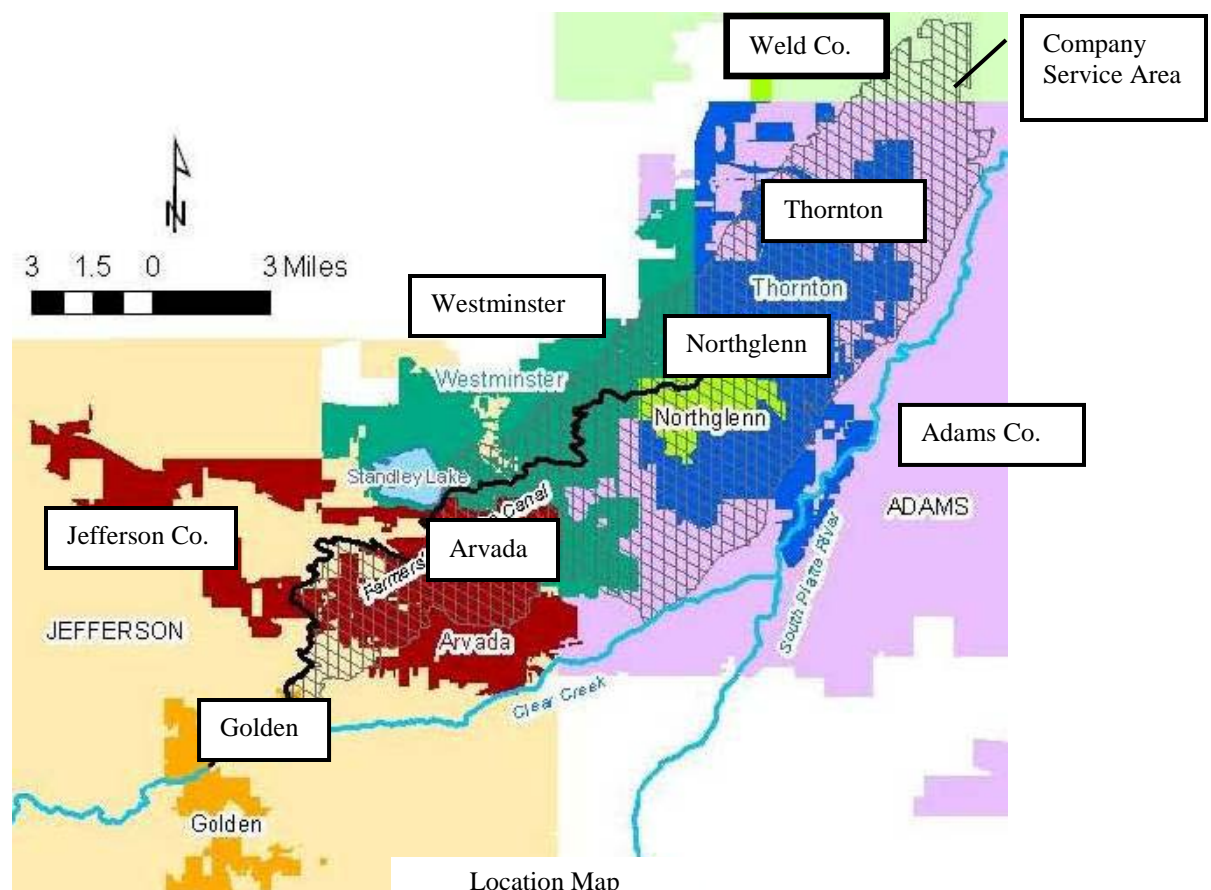 Weld Co.
Company
Service Area
N
Thornton
3 1.5 0 3 Miles
Thornton
Westminster
Northglenn
Westminster
Northglenn
Adams Co.
Standley Lake
ADAMS
Jefferson Co.
Canal
Arvada
Farmers'
South Platte River
JEFFERSON
Arvada
Clear Creek
Golden
Golden
Location Map